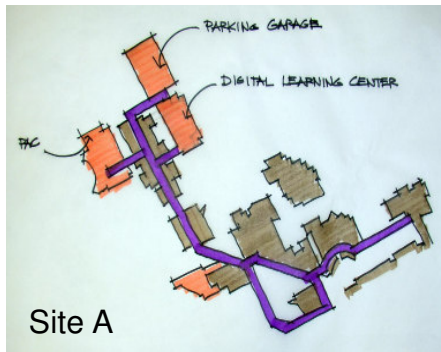 PARKING GARAGE
DIGITAL LEARNING CENTER
PAC
Site A